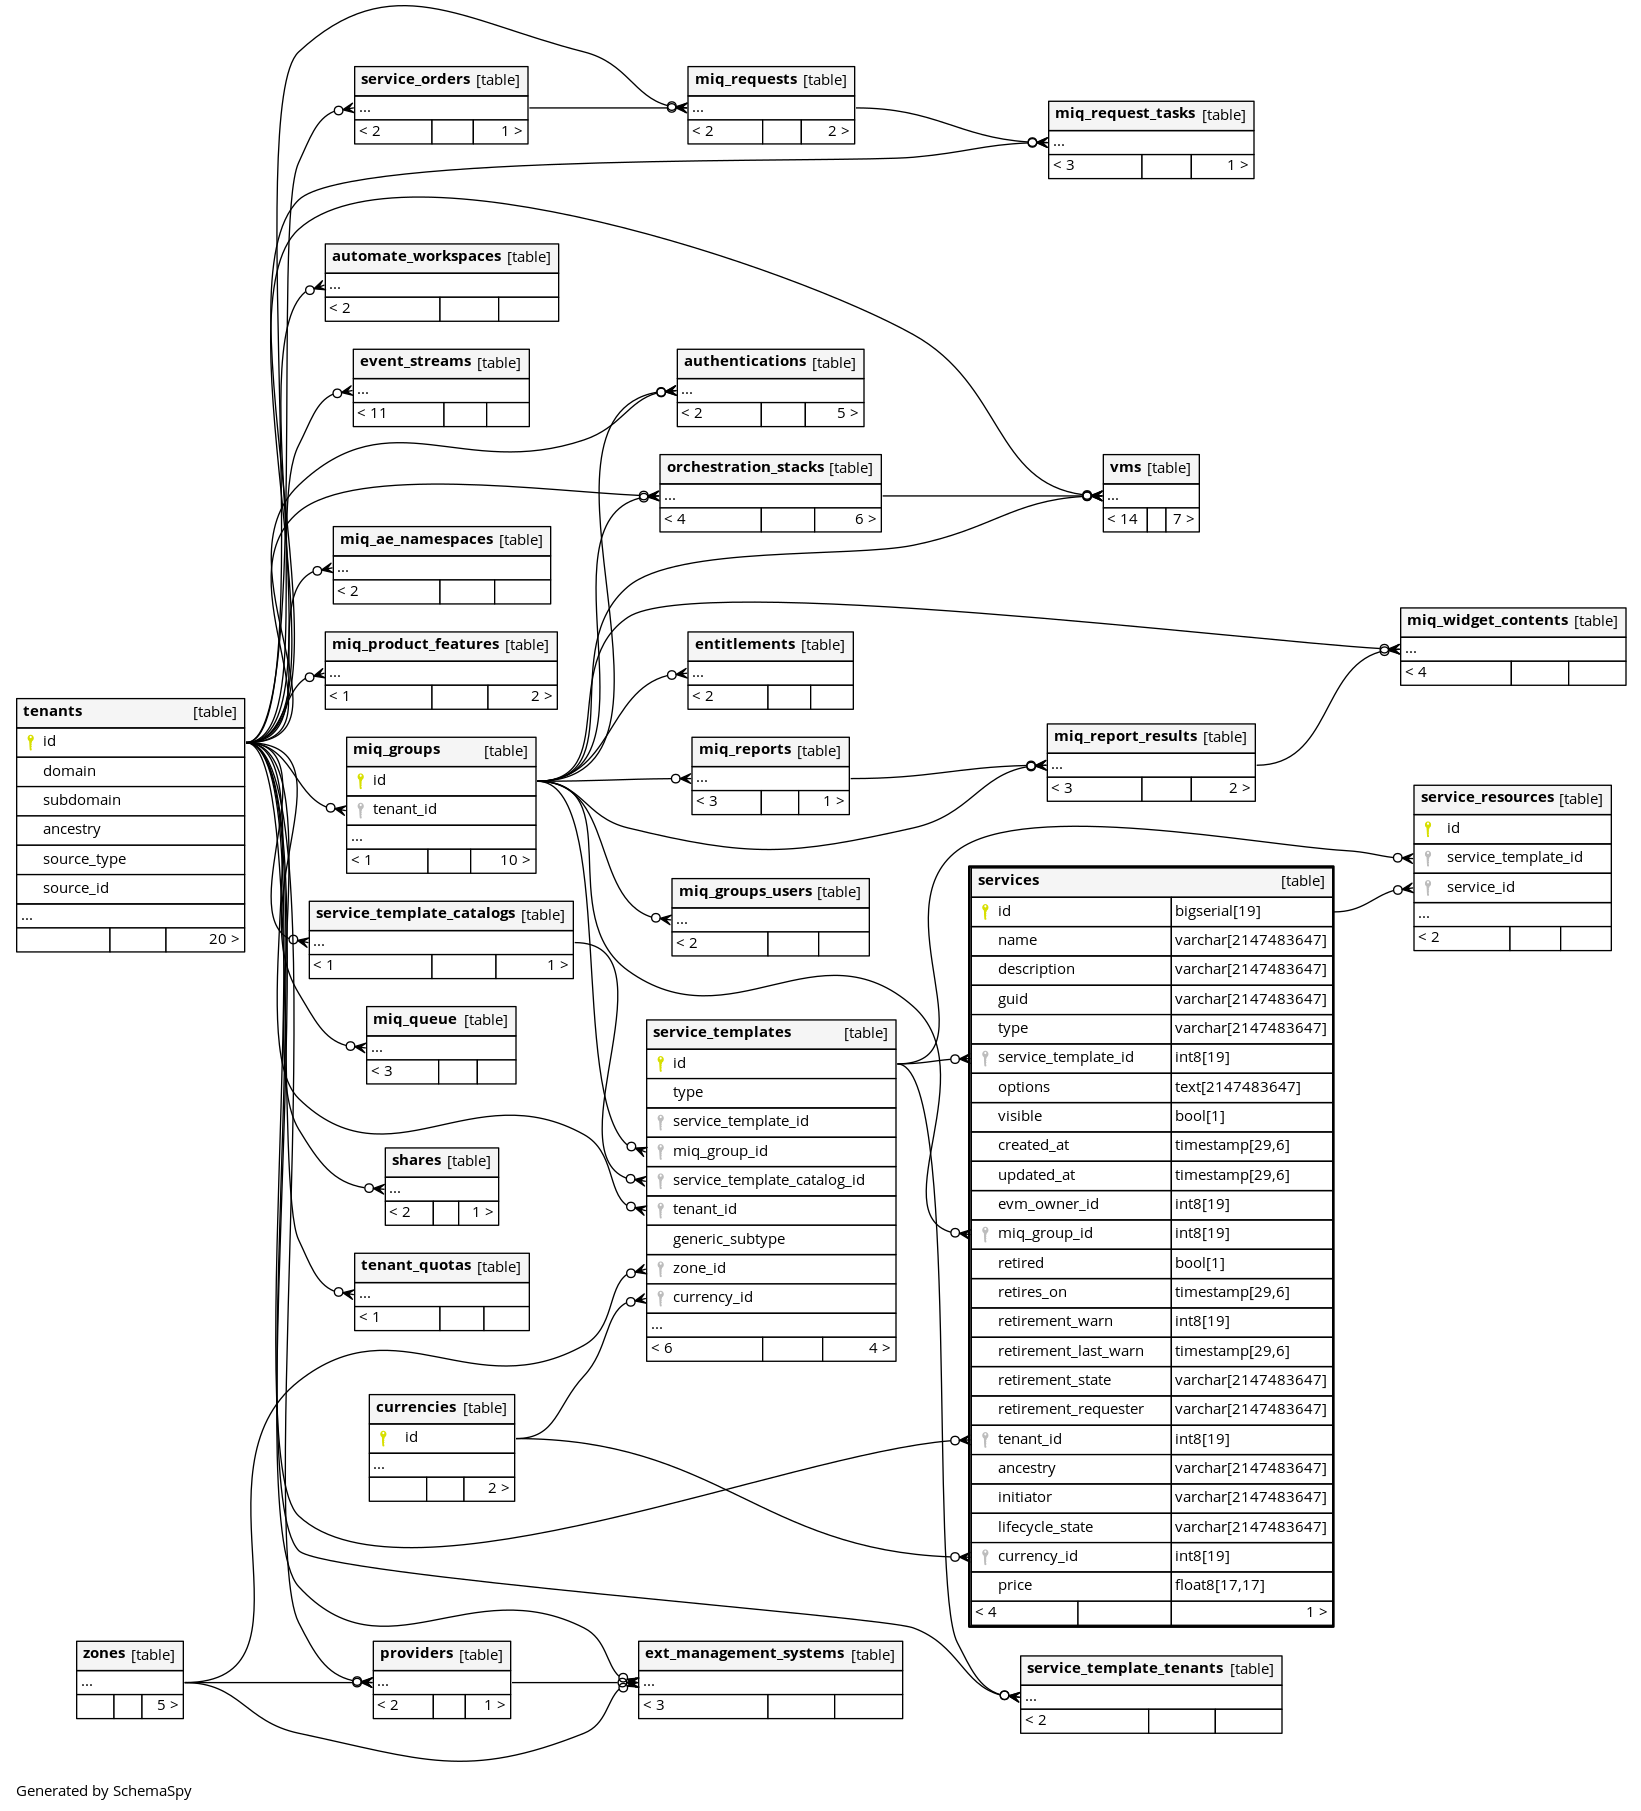 service_orders [table]
...
< 2 1 >
miq_requests [table]
...
< 2 2 >
miq_request_tasks [table]
...
< 3 1 >
automate_workspaces [table]
...
< 2
event_streams [table]
...
< 11
authentications [table]
...
< 2 5 >
orchestration_stacks [table]
...
< 4 6 >
vms [table]
...
< 14 7 >
miq_ae_namespaces [table]
...
< 2
miq_product_features [table]
...
< 1 2 >
entitlements [table]
...
< 2
miq_widget_contents [table]
...
< 4
tenants [table]
id
domain
subdomain
ancestry
source_type
source_id
...
20 >
miq_groups [table]
id
tenant_id
...
< 1 10 >
miq_reports [table]
...
< 3 1 >
miq_report_results [table]
...
< 3 2 >
service_resources [table]
id
service_template_id
service_id
...
< 2
service_template_catalogs [table]
...
< 1 1 >
miq_groups_users [table]
...
< 2
services [table]
id bigserial[19]
name varchar[2147483647]
description varchar[2147483647]
guid varchar[2147483647]
type varchar[2147483647]
service_template_id int8[19]
options text[2147483647]
visible bool[1]
created_at timestamp[29,6]
updated_at timestamp[29,6]
evm_owner_id int8[19]
miq_group_id int8[19]
retired bool[1]
retires_on timestamp[29,6]
retirement_warn int8[19]
retirement_last_warn timestamp[29,6]
retirement_state varchar[2147483647]
retirement_requester varchar[2147483647]
tenant_id int8[19]
ancestry varchar[2147483647]
initiator varchar[2147483647]
lifecycle_state varchar[2147483647]
currency_id int8[19]
price float8[17,17]
< 4 1 >
miq_queue [table]
...
< 3
service_templates [table]
id
type
service_template_id
miq_group_id
service_template_catalog_id
tenant_id
generic_subtype
zone_id
currency_id
...
< 6 4 >
shares [table]
...
< 2 1 >
tenant_quotas [table]
...
< 1
currencies [table]
id
...
2 >
zones [table]
...
5 >
providers [table]
...
< 2 1 >
ext_management_systems [table]
...
< 3
service_template_tenants [table]
...
< 2
Generated by SchemaSpy